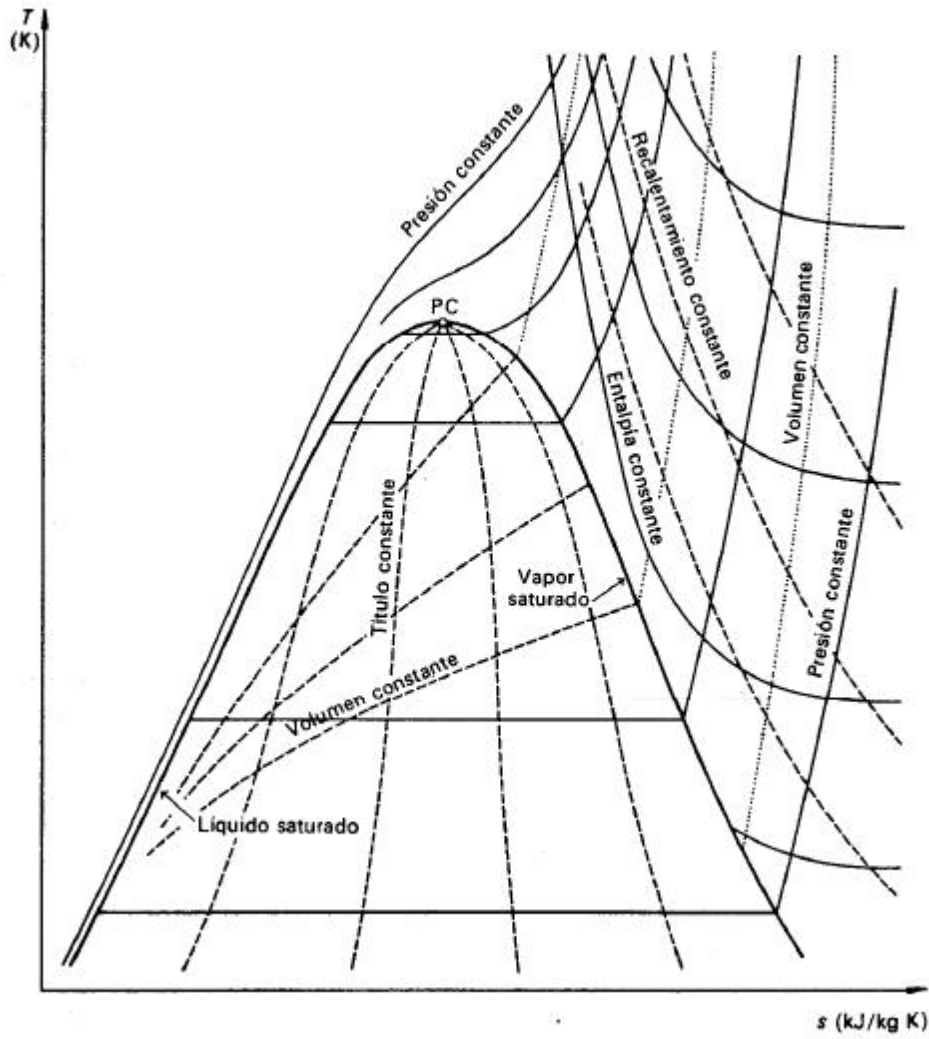 T
(K)
Presión constante
Recalentamiento constante
PC
Entalpía constante
Volumen constante
Título constante
Vapor
saturado
Presión constante
Volumen constante
Líquido saturado
s (kJ/kg K)